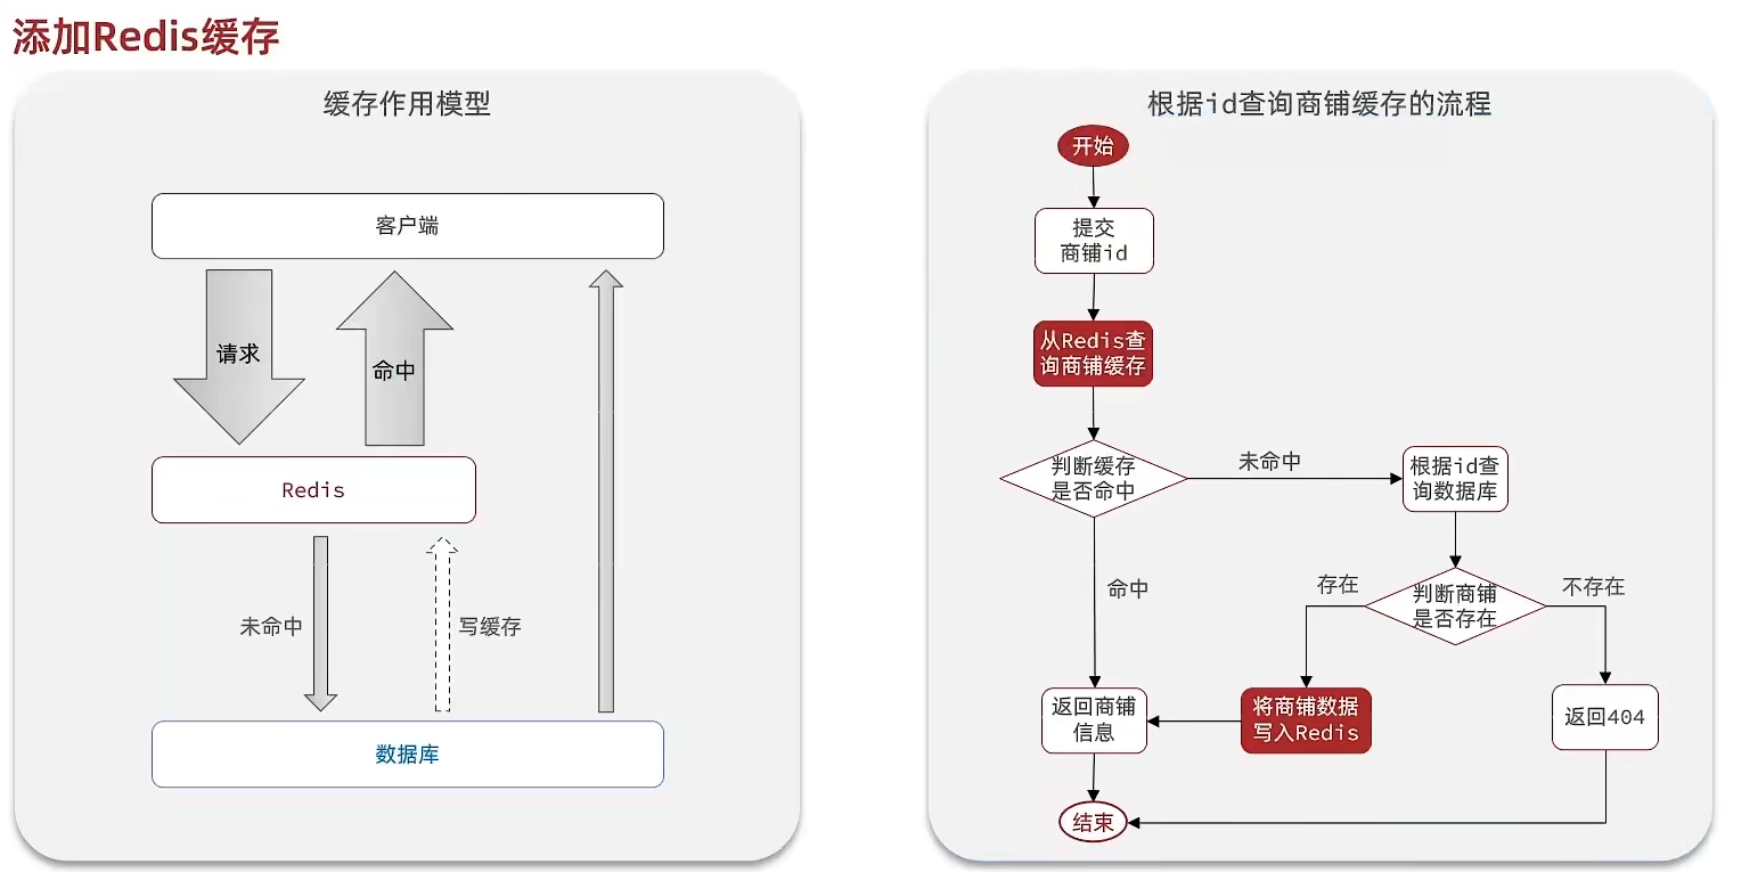 添加Redis缓存
缓存作用模型
客户端
请求
命中
Redis
未命中
写缓存
数据库
根据id查询商铺缓存的流程
开始
提交
商铺id
从Redis查
询商铺缓存
判断缓存
是否命中
未命中
根据id查
询数据库
命中
存在
判断商铺
是否存在
不存在
返回商铺
信息
将商铺数据
写入Redis
返回404
结束